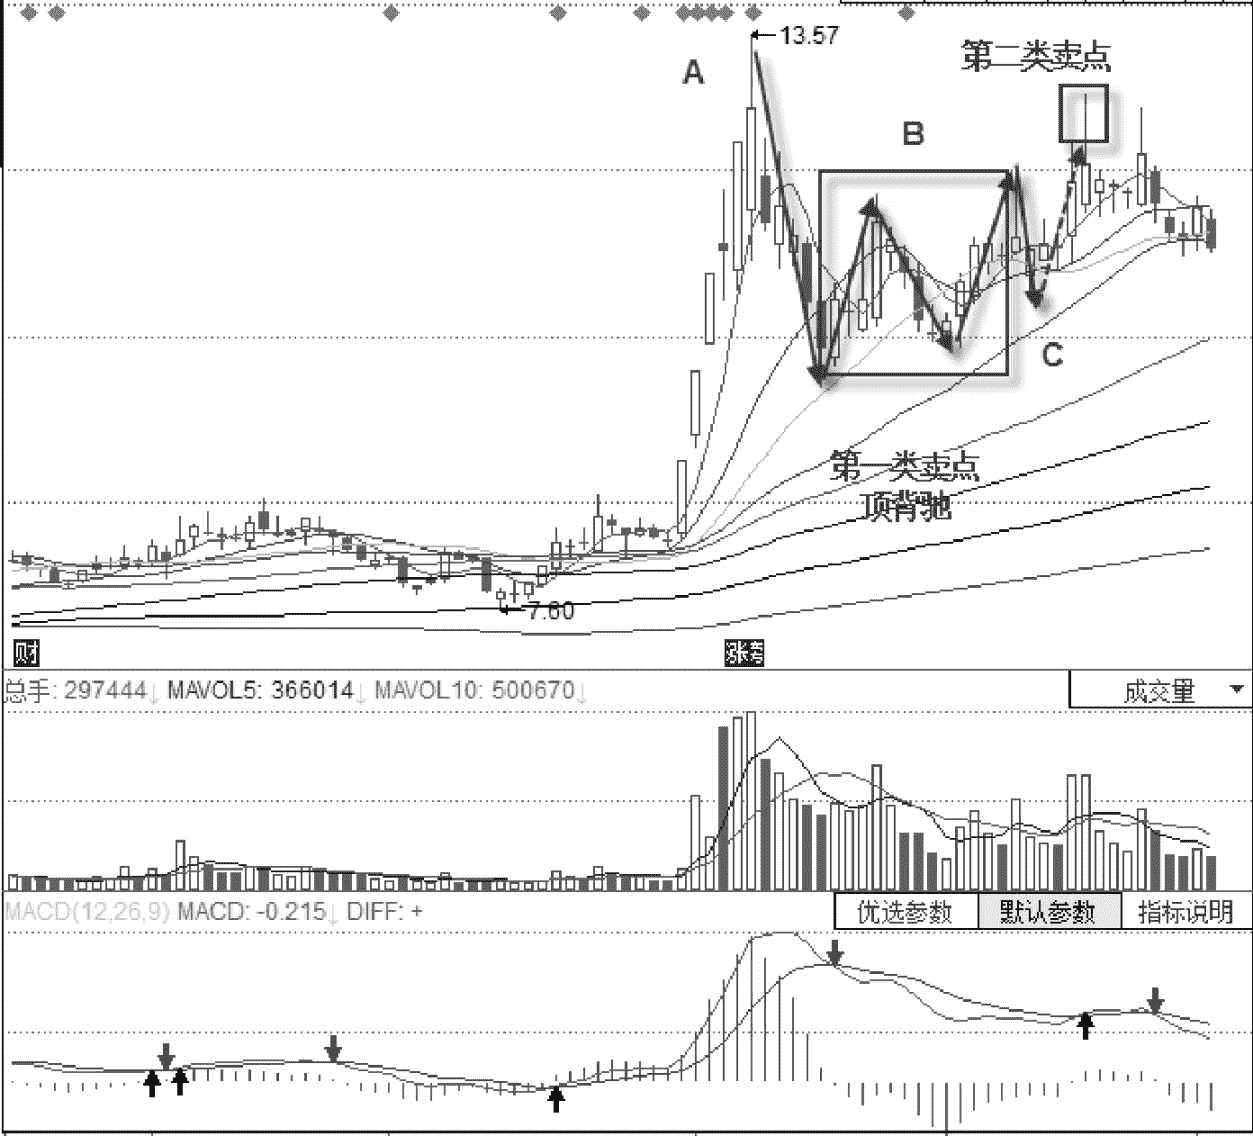 13.57
第二类卖点
A
B
C
第一类卖点
顶背驰
7.60
财
涨
总手: 297444↓ MAVOL5: 366014↓ MAVOL10: 500670↓
成交量
MACD(12,26,9) MACD: -0.215↓ DIFF: +
优选参数
默认参数
指标说明